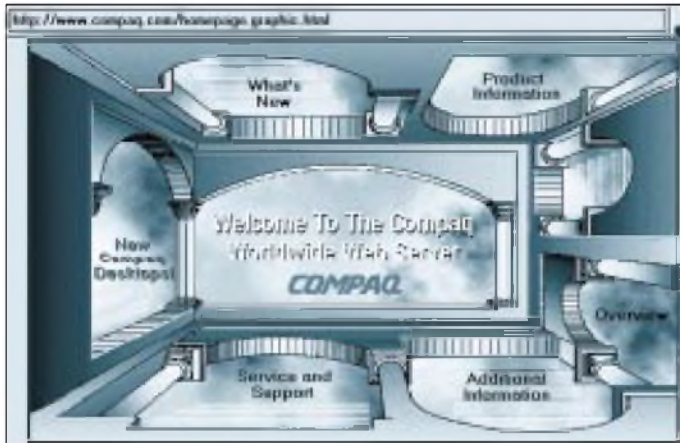 http://www.compaq.com/homepage.graphic.html
What's
New
Product
Information
Welcome To The Compaq
Worldwide Web Server
COMPAQ
New
Compaq
Desktops!
Overview
Service and
Support
Additional
Information